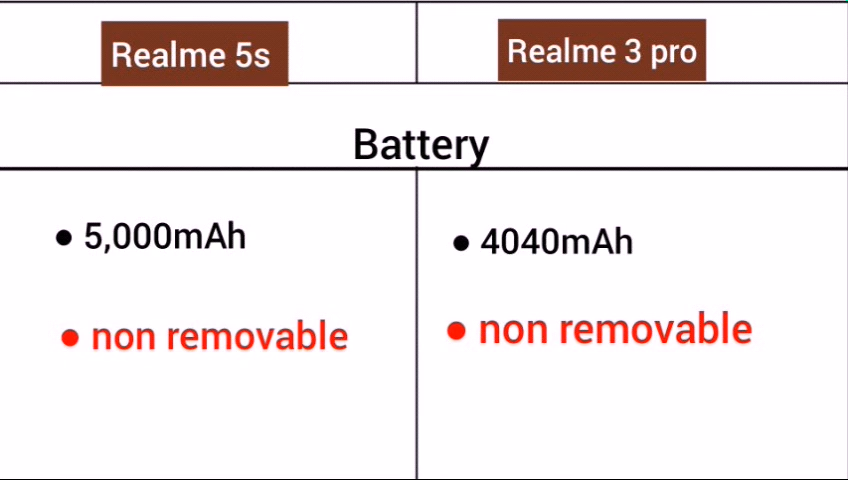 Realme 5s
Realme 3 pro
Battery
● 5,000mAh
● 4040mAh
● non removable
● non removable